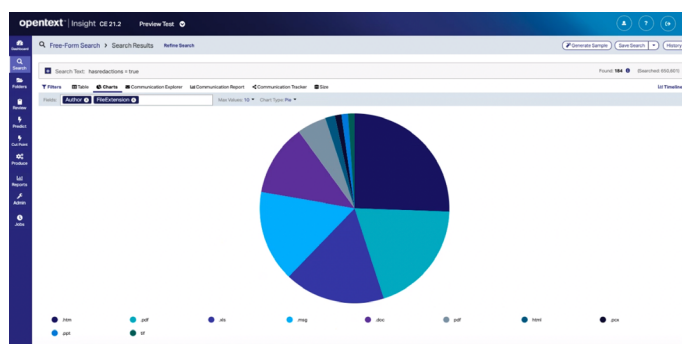 opentext™ | Insight CE 21.2 Preview Test
Dashboard
Free-Form Search > Search Results Refine Search
Generate Sample
Save Search
History
Search
Search Text: hasredactions = true
Found: 184
Folders
Filters Table Charts Communication Explorer Communication Report Communication Tracker Size
Timeline
Fields: Author FileExtension
Max Values: 10 Chart Type: Pie
Review
Predict
Cut Point
Produce
Reports
Admin
Jobs
.htm .pdf .xls .msg .doc pdf html .pcx
.ppt tif